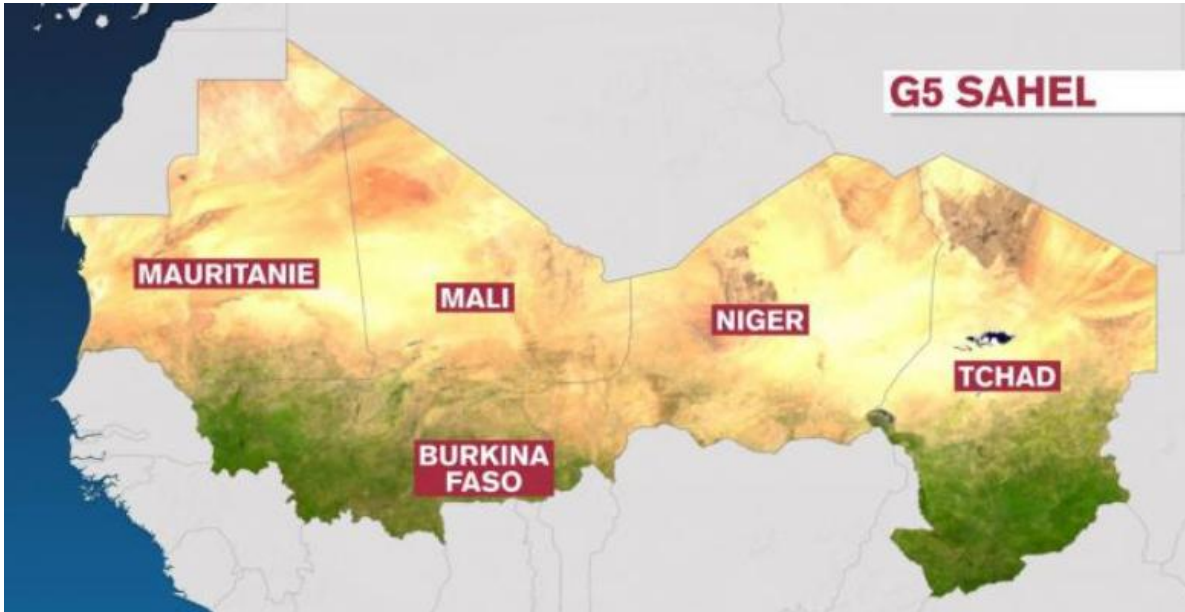 G5 SAHEL
MAURITANIE
MALI
NIGER
TCHAD
BURKINA
FASO